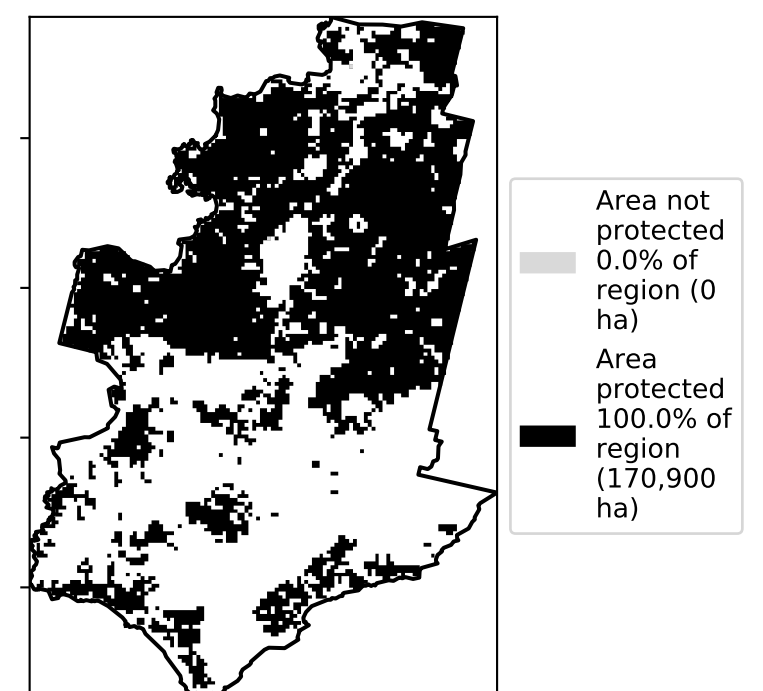 Area not
protected
0.0% of
region (0
ha)
Area
protected
100.0% of
region
(170,900
ha)